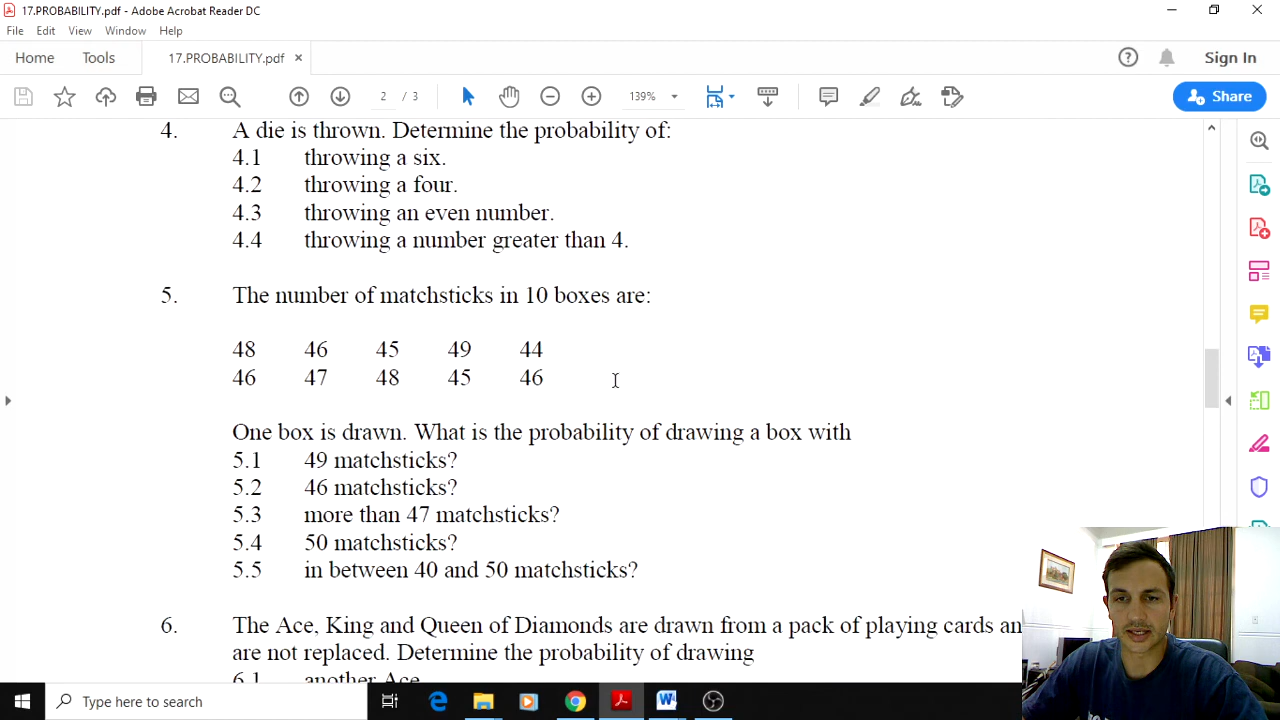 17.PROBABILITY.pdf - Adobe Acrobat Reader DC
File Edit View Window Help
Home Tools 17.PROBABILITY.pdf × Sign In
2 / 3 139% Share
4. A die is thrown. Determine the probability of:
4.1 throwing a six.
4.2 throwing a four.
4.3 throwing an even number.
4.4 throwing a number greater than 4.
5. The number of matchsticks in 10 boxes are:
48 46 45 49 44
46 47 48 45 46
One box is drawn. What is the probability of drawing a box with
5.1 49 matchsticks?
5.2 46 matchsticks?
5.3 more than 47 matchsticks?
5.4 50 matchsticks?
5.5 in between 40 and 50 matchsticks?
6. The Ace, King and Queen of Diamonds are drawn from a pack of playing cards an
are not replaced. Determine the probability of drawing
6.1 another Ace
Type here to search